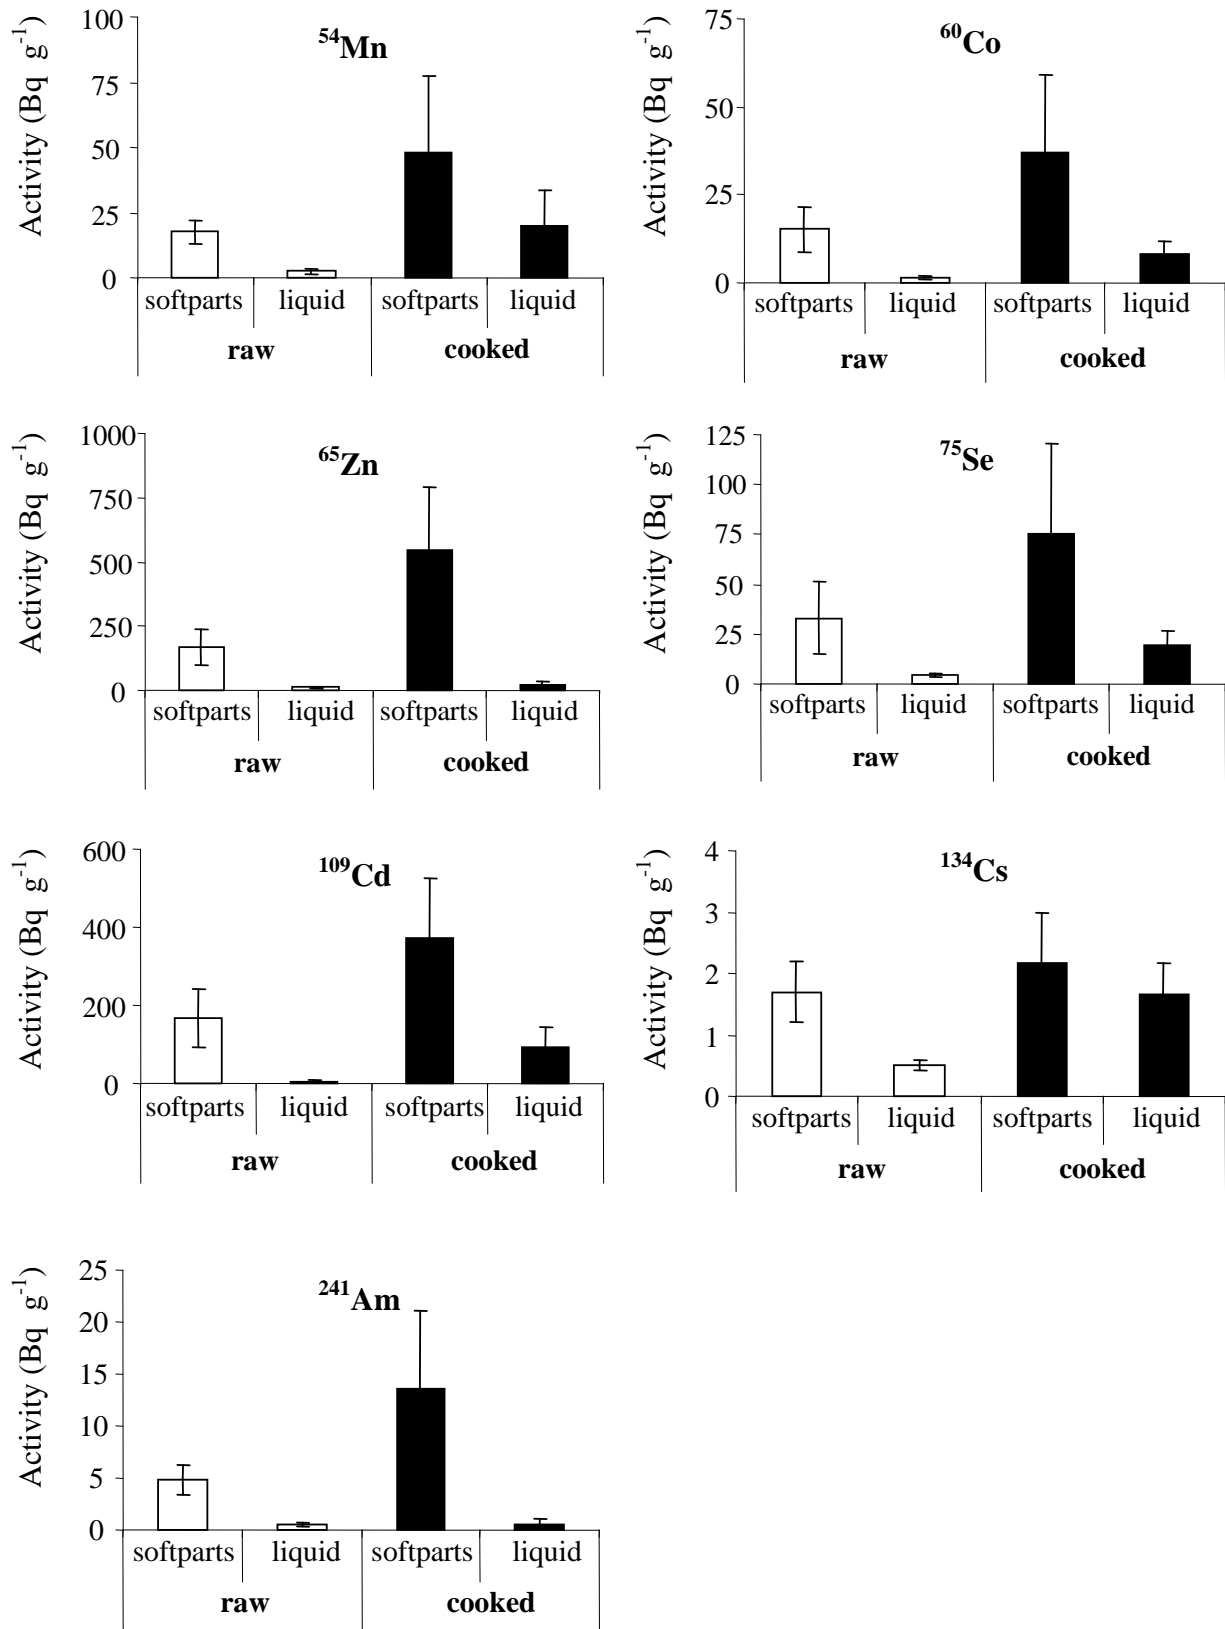 Activity (Bq g⁻¹)
⁵⁴Mn
100
75
50
25
0
softparts liquid softparts liquid
raw cooked
Activity (Bq g⁻¹)
⁶⁰Co
75
50
25
0
softparts liquid softparts liquid
raw cooked
Activity (Bq g⁻¹)
⁶⁵Zn
1000
750
500
250
0
softparts liquid softparts liquid
raw cooked
Activity (Bq g⁻¹)
⁷⁵Se
125
100
75
50
25
0
softparts liquid softparts liquid
raw cooked
Activity (Bq g⁻¹)
¹⁰⁹Cd
600
400
200
0
softparts liquid softparts liquid
raw cooked
Activity (Bq g⁻¹)
¹³⁴Cs
4
3
2
1
0
softparts liquid softparts liquid
raw cooked
Activity (Bq g⁻¹)
²⁴¹Am
25
20
15
10
5
0
softparts liquid softparts liquid
raw cooked